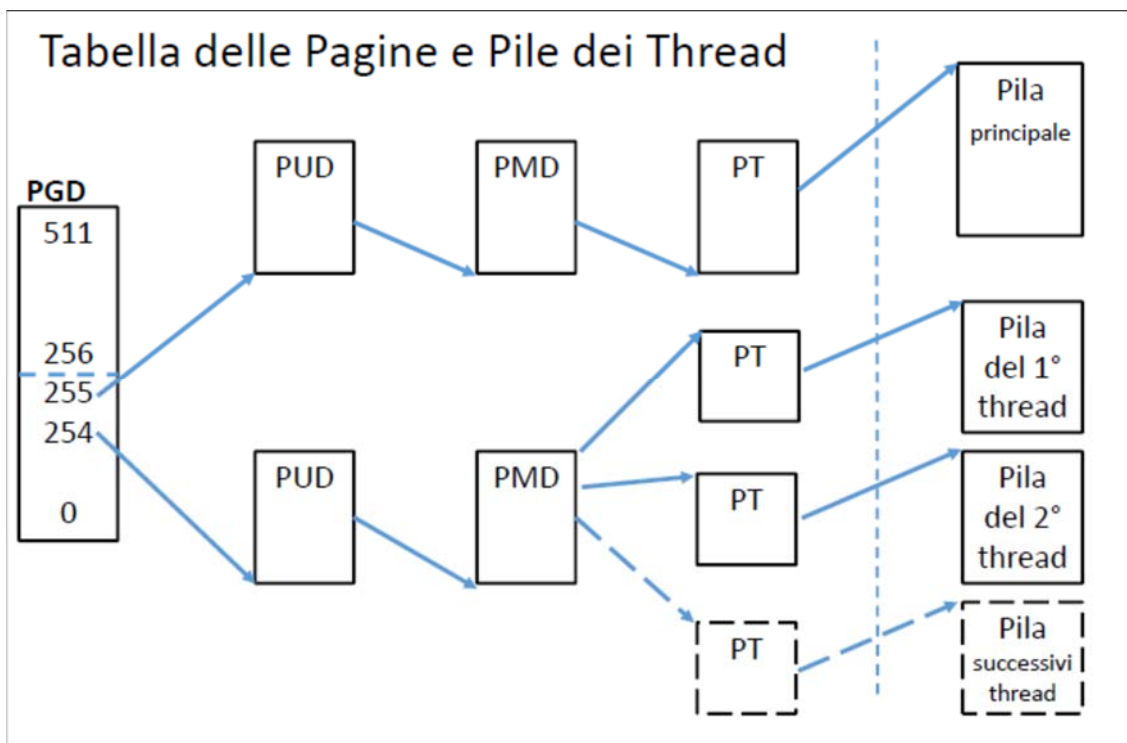 Tabella delle Pagine e Pile dei Thread
PGD
511
256
255
254
0
PUD
PMD
PT
Pila
principale
PT
Pila
del 1°
thread
PUD
PMD
PT
Pila
del 2°
thread
PT
Pila
successivi
thread